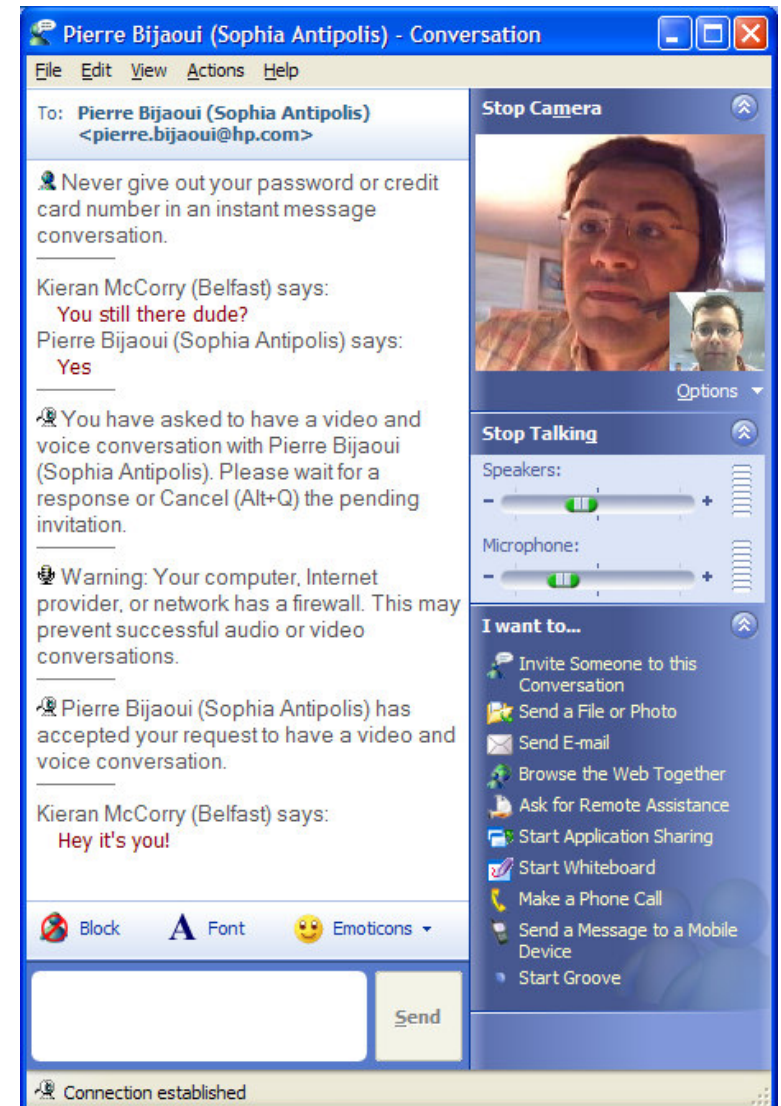 Pierre Bijaoui (Sophia Antipolis) - Conversation
File Edit View Actions Help
To: Pierre Bijaoui (Sophia Antipolis)
<pierre.bijaoui@hp.com>
Never give out your password or credit
card number in an instant message
conversation.
Kieran McCorry (Belfast) says:
You still there dude?
Pierre Bijaoui (Sophia Antipolis) says:
Yes
You have asked to have a video and
voice conversation with Pierre Bijaoui
(Sophia Antipolis). Please wait for a
response or Cancel (Alt+Q) the pending
invitation.
Warning: Your computer, Internet
provider, or network has a firewall. This may
prevent successful audio or video
conversations.
Pierre Bijaoui (Sophia Antipolis) has
accepted your request to have a video and
voice conversation.
Kieran McCorry (Belfast) says:
Hey it's you!
Block A Font Emoticons
Send
Connection established
Stop Camera
Options
Stop Talking
Speakers:
- +
Microphone:
- +
I want to...
Invite Someone to this
Conversation
Send a File or Photo
Send E-mail
Browse the Web Together
Ask for Remote Assistance
Start Application Sharing
Start Whiteboard
Make a Phone Call
Send a Message to a Mobile
Device
Start Groove